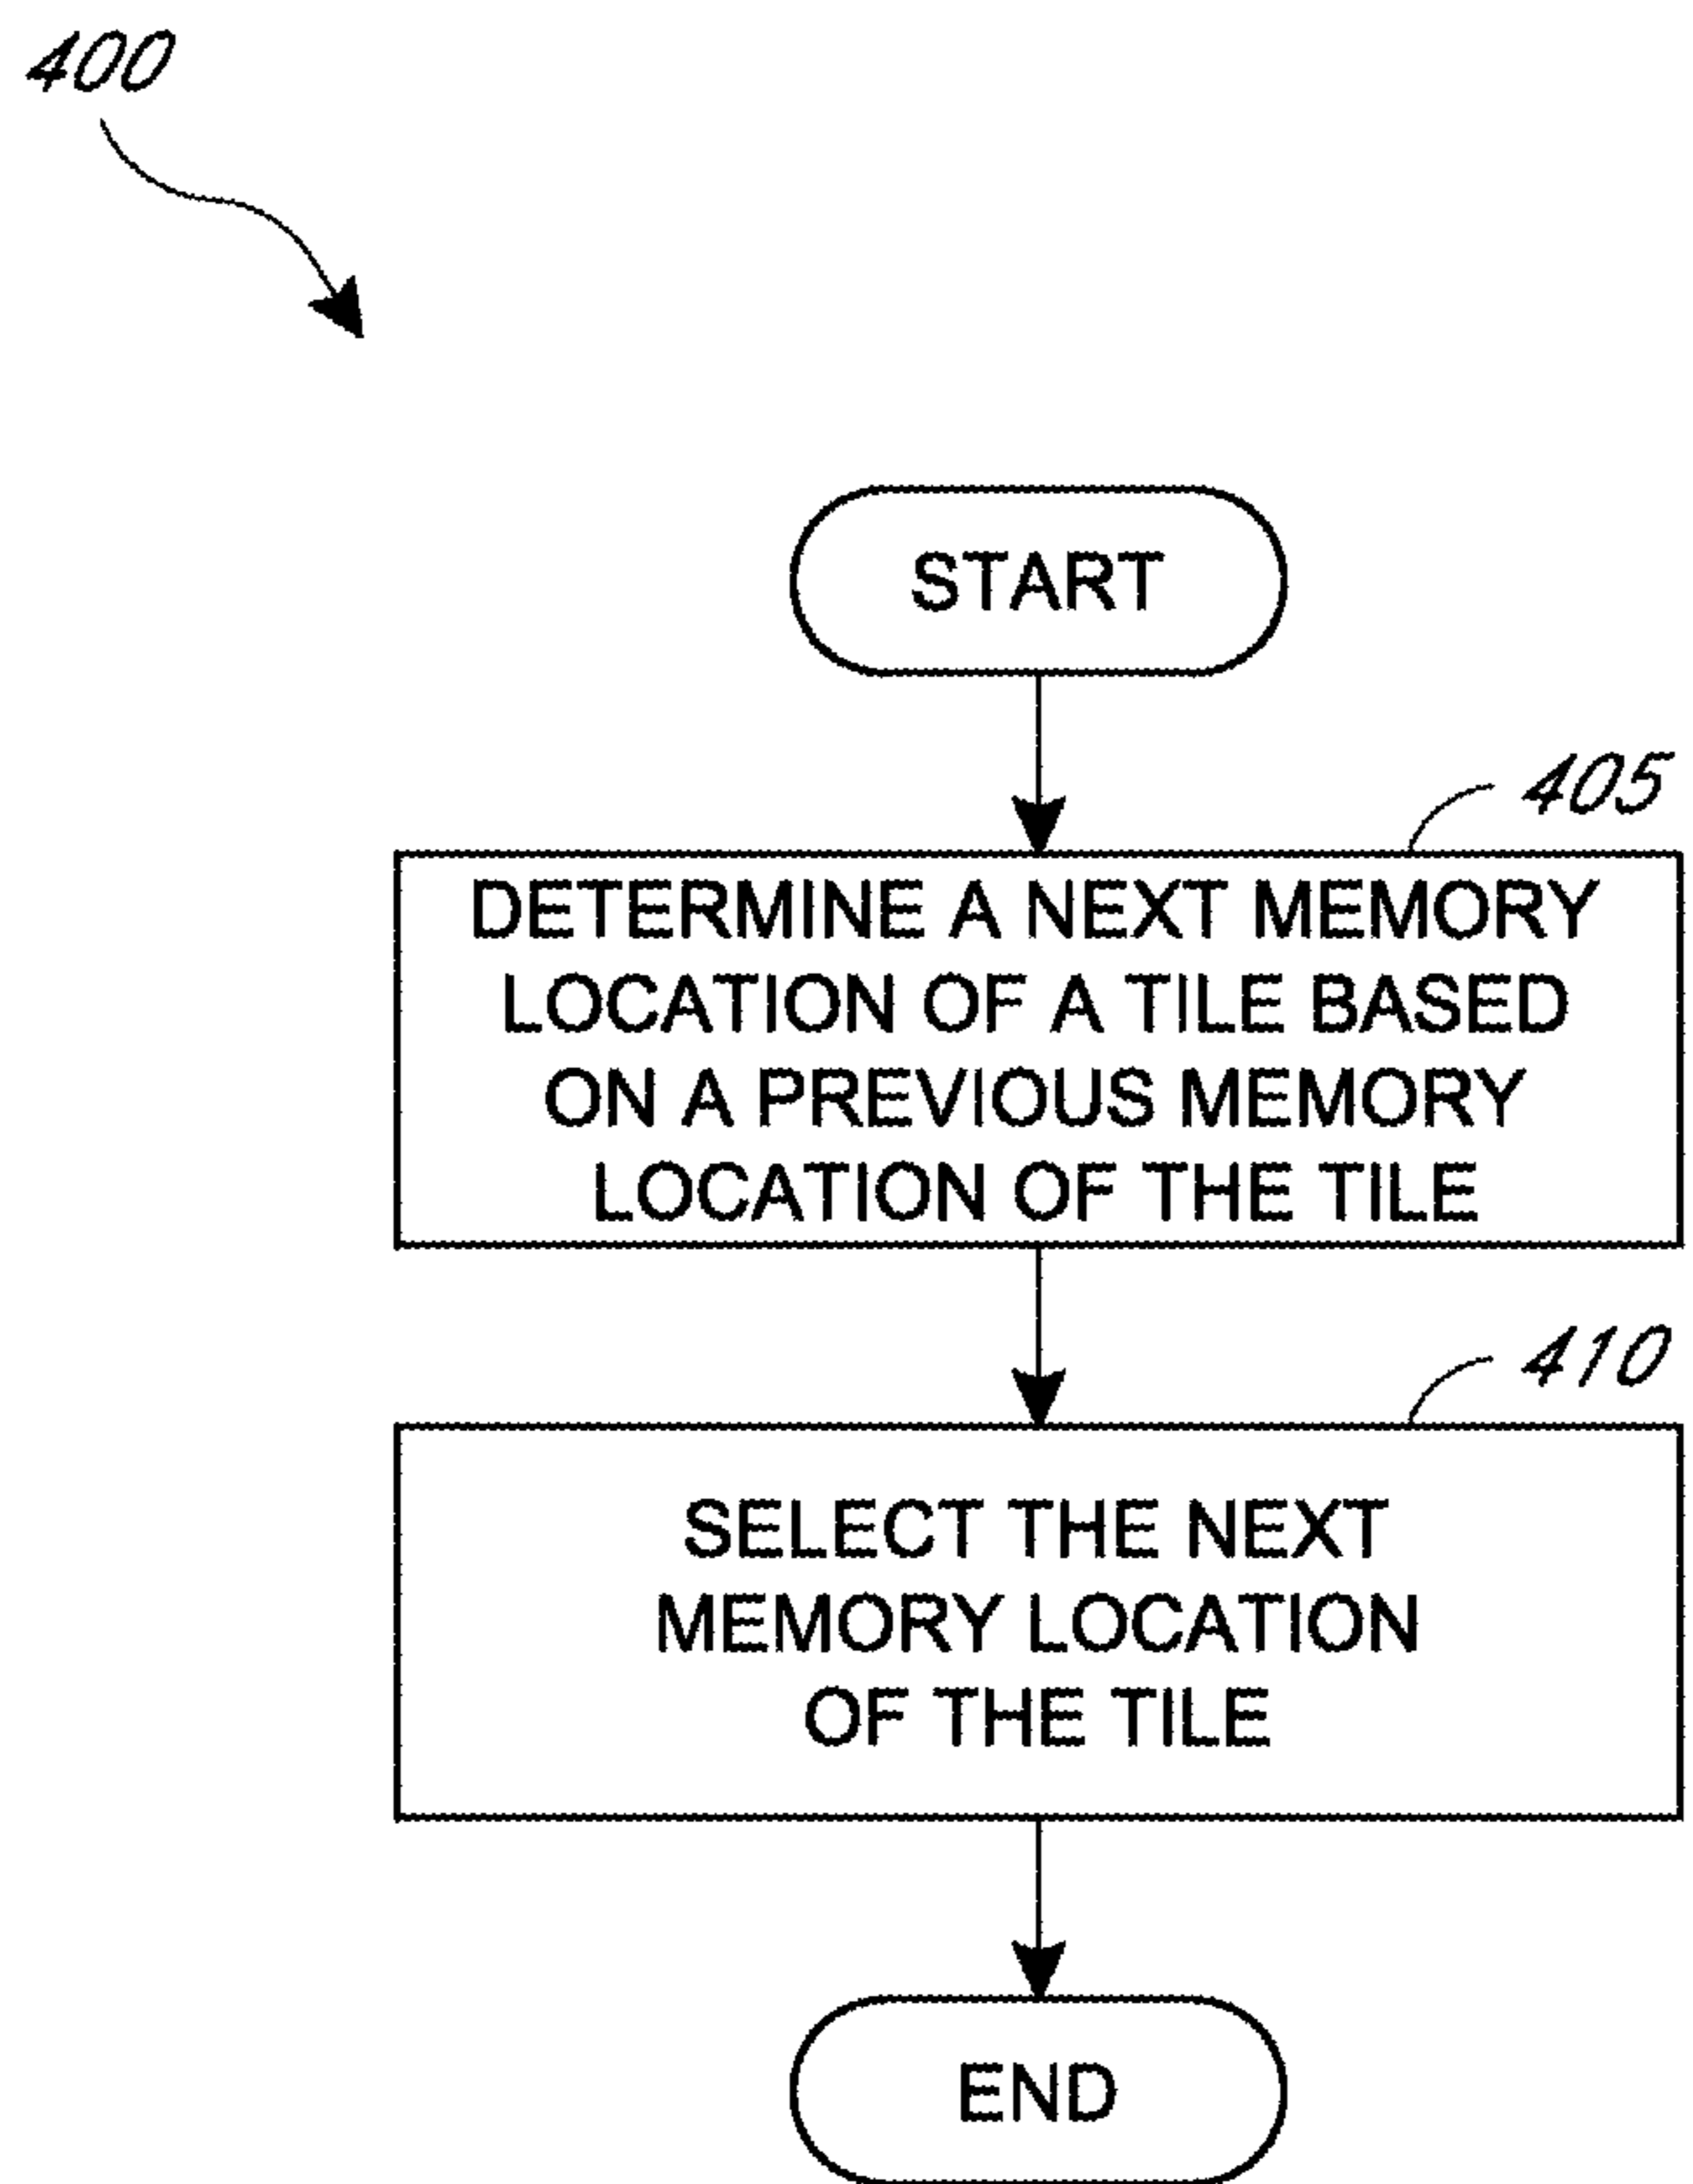 400
START
405
DETERMINE A NEXT MEMORY
LOCATION OF A TILE BASED
ON A PREVIOUS MEMORY
LOCATION OF THE TILE
410
SELECT THE NEXT
MEMORY LOCATION
OF THE TILE
END